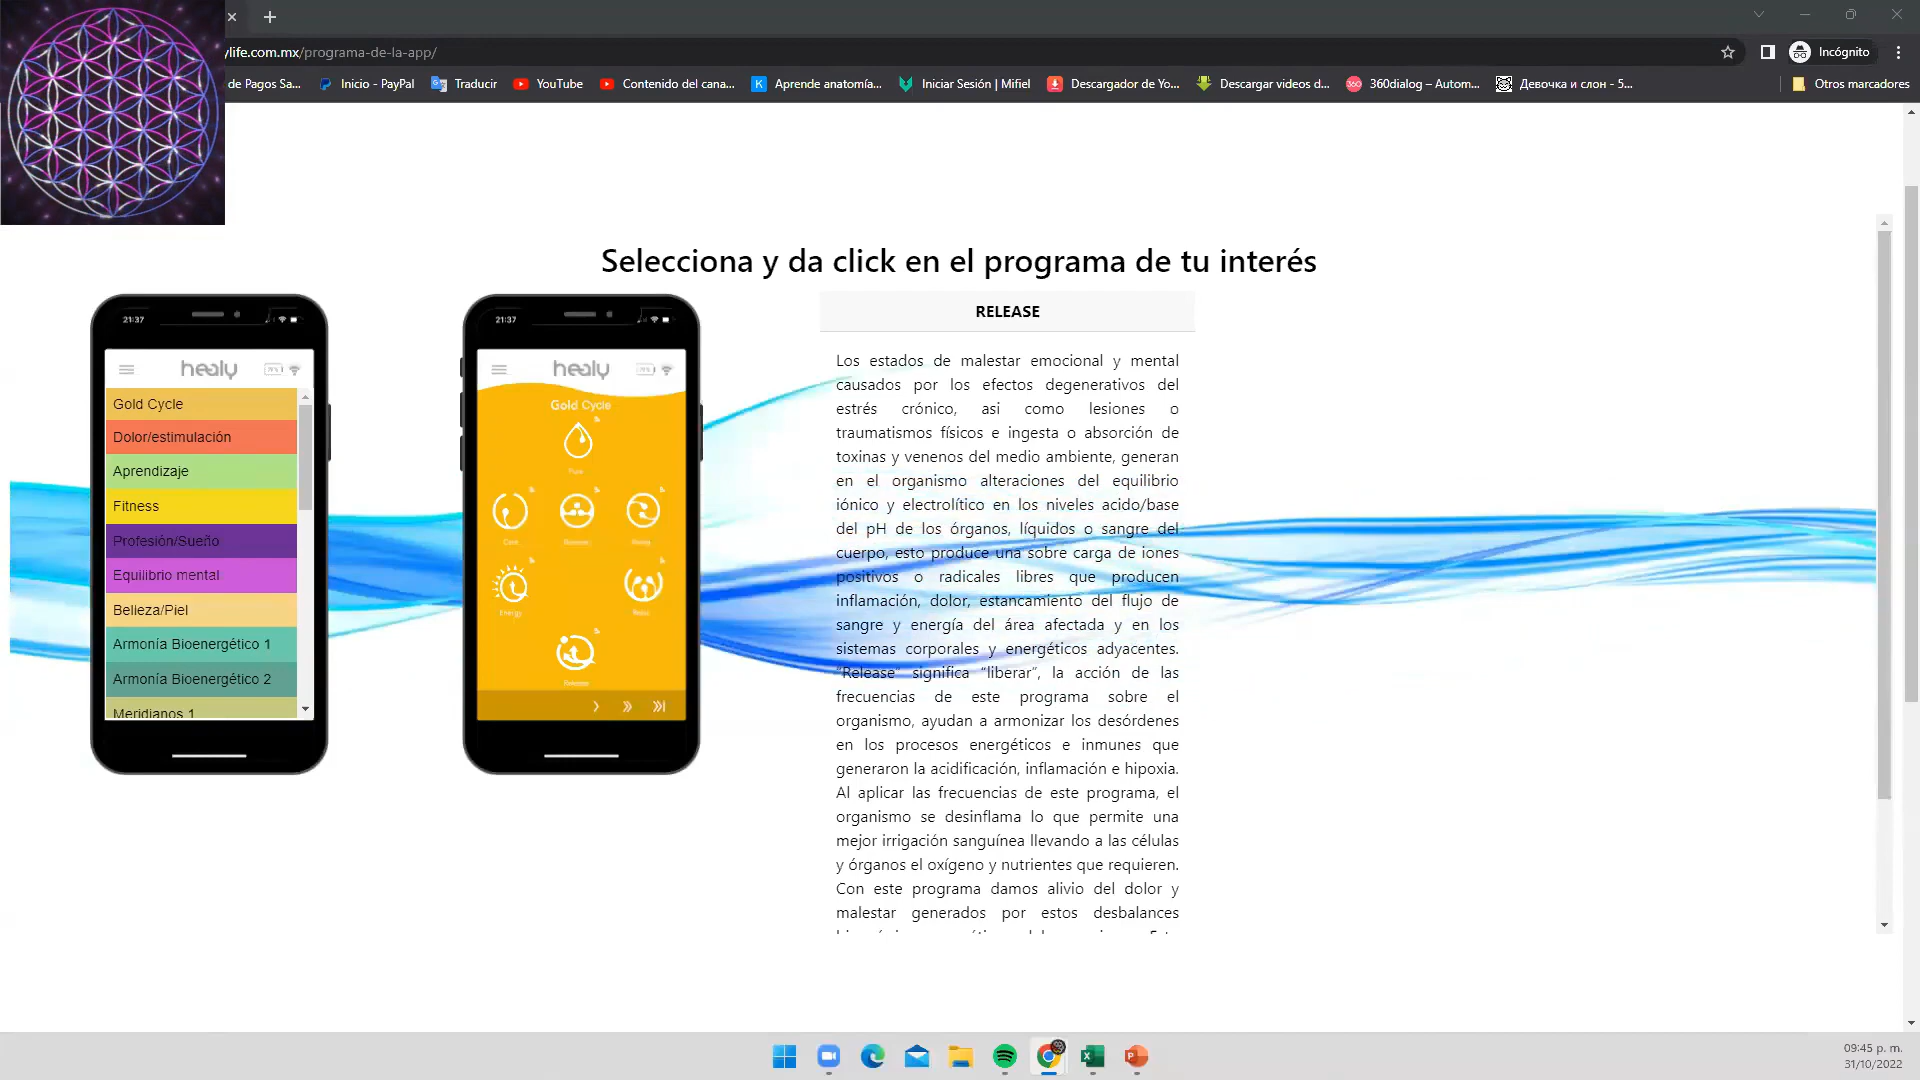 ylife.com.mx/programa-de-la-app/
Incógnito
de Pagos Sa...
Inicio - PayPal
Traducir
YouTube
Contenido del cana...
Aprende anatomía...
Iniciar Sesión | Mifiel
Descargador de Yo...
Descargar videos d...
360dialog – Autom...
Девочка и слон - 5...
Otros marcadores
Selecciona y da click en el programa de tu interés
21:37
healy
Gold Cycle
Dolor/estimulación
Aprendizaje
Fitness
Profesión/Sueño
Equilibrio mental
Belleza/Piel
Armonía Bioenergético 1
Armonía Bioenergético 2
Meridianos 1
21:37
healy
Gold Cycle
Pure
Care
Energy
Relax
Release
RELEASE
Los estados de malestar emocional y mental
causados por los efectos degenerativos del
estrés crónico, asi como lesiones o
traumatismos físicos e ingesta o absorción de
toxinas y venenos del medio ambiente, generan
en el organismo alteraciones del equilibrio
iónico y electrolítico en los niveles acido/base
del pH de los órganos, líquidos o sangre del
cuerpo, esto produce una sobre carga de iones
positivos o radicales libres que producen
inflamación, dolor, estancamiento del flujo de
sangre y energía del área afectada y en los
sistemas corporales y energéticos adyacentes.
“Release” significa “liberar”, la acción de las
frecuencias de este programa sobre el
organismo, ayudan a armonizar los desórdenes
en los procesos energéticos e inmunes que
generaron la acidificación, inflamación e hipoxia.
Al aplicar las frecuencias de este programa, el
organismo se desinflama lo que permite una
mejor irrigación sanguínea llevando a las células
y órganos el oxígeno y nutrientes que requieren.
Con este programa damos alivio del dolor y
malestar generados por estos desbalances
09:45 p. m.
31/10/2022